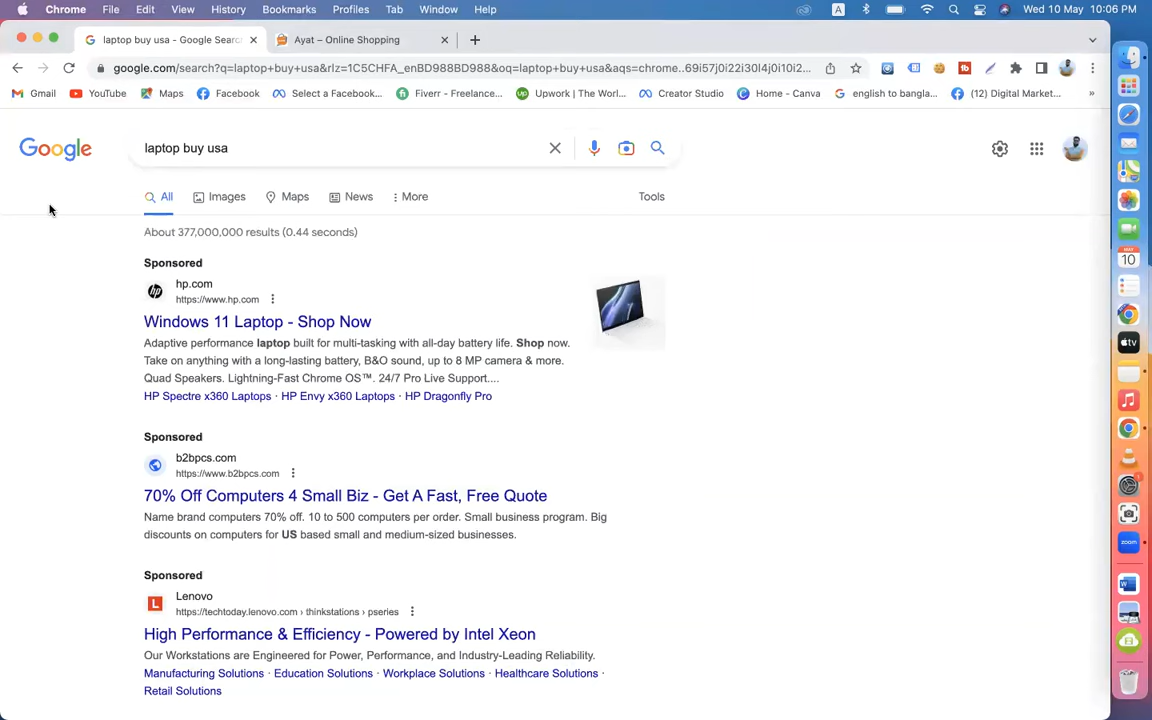 Chrome File Edit View History Bookmarks Profiles Tab Window Help A Wed 10 May 10:06 PM
laptop buy usa - Google Searc Ayat – Online Shopping
google.com/search?q=laptop+buy+usa&rlz=1C5CHFA_enBD988BD988&oq=laptop+buy+usa&aqs=chrome..69i57j0i22i30l4j0i10i2...
Gmail YouTube Maps Facebook Select a Facebook... Fiverr - Freelance... Upwork | The Worl... Creator Studio Home - Canva english to bangla... (12) Digital Market... »
Google laptop buy usa
All Images Maps News More Tools
About 377,000,000 results (0.44 seconds)
Sponsored
hp.com
https://www.hp.com
Windows 11 Laptop - Shop Now
Adaptive performance laptop built for multi-tasking with all-day battery life. Shop now.
Take on anything with a long-lasting battery, B&O sound, up to 8 MP camera & more.
Quad Speakers. Lightning-Fast Chrome OS™. 24/7 Pro Live Support....
HP Spectre x360 Laptops · HP Envy x360 Laptops · HP Dragonfly Pro
Sponsored
b2bpcs.com
https://www.b2bpcs.com
70% Off Computers 4 Small Biz - Get A Fast, Free Quote
Name brand computers 70% off. 10 to 500 computers per order. Small business program. Big
discounts on computers for US based small and medium-sized businesses.
Sponsored
L Lenovo
https://techtoday.lenovo.com › thinkstations › pseries
High Performance & Efficiency - Powered by Intel Xeon
Our Workstations are Engineered for Power, Performance, and Industry-Leading Reliability.
Manufacturing Solutions · Education Solutions · Workplace Solutions · Healthcare Solutions ·
Retail Solutions
10
tv
zoom
W